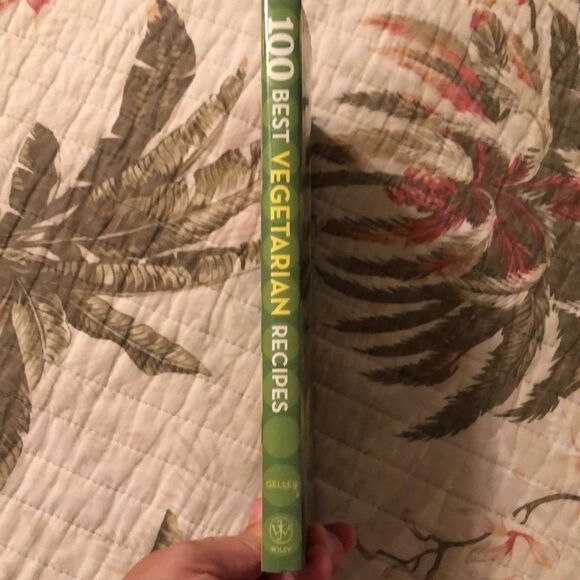 100 BEST VEGETARIAN RECIPES
GELLES
WILEY